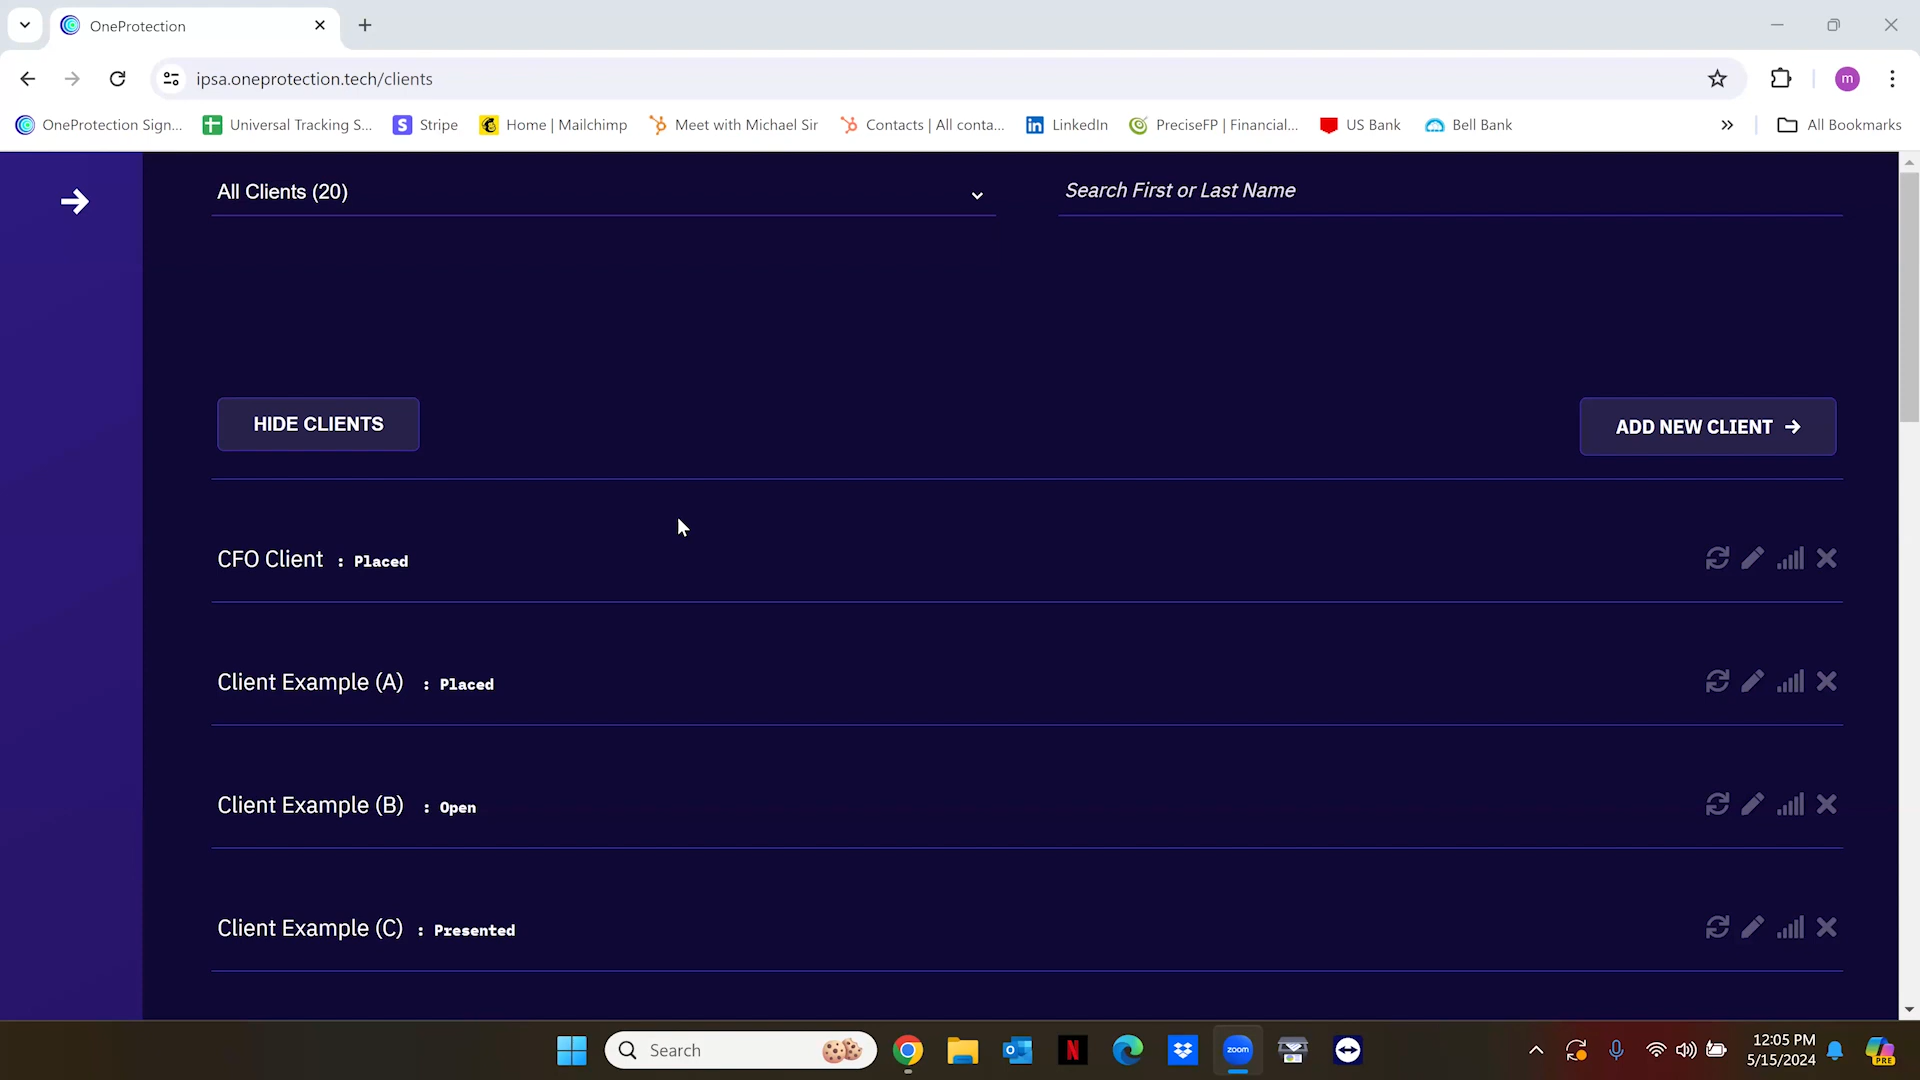 OneProtection
ipsa.oneprotection.tech/clients
m
OneProtection Sign...
Universal Tracking S...
Stripe
Home | Mailchimp
Meet with Michael Sir
Contacts | All conta...
LinkedIn
PreciseFP | Financial...
US Bank
Bell Bank
All Bookmarks
All Clients (20)
Search First or Last Name
HIDE CLIENTS
ADD NEW CLIENT
CFO Client : Placed
Client Example (A) : Placed
Client Example (B) : Open
Client Example (C) : Presented
Search
zoom
12:05 PM
5/15/2024
PRE